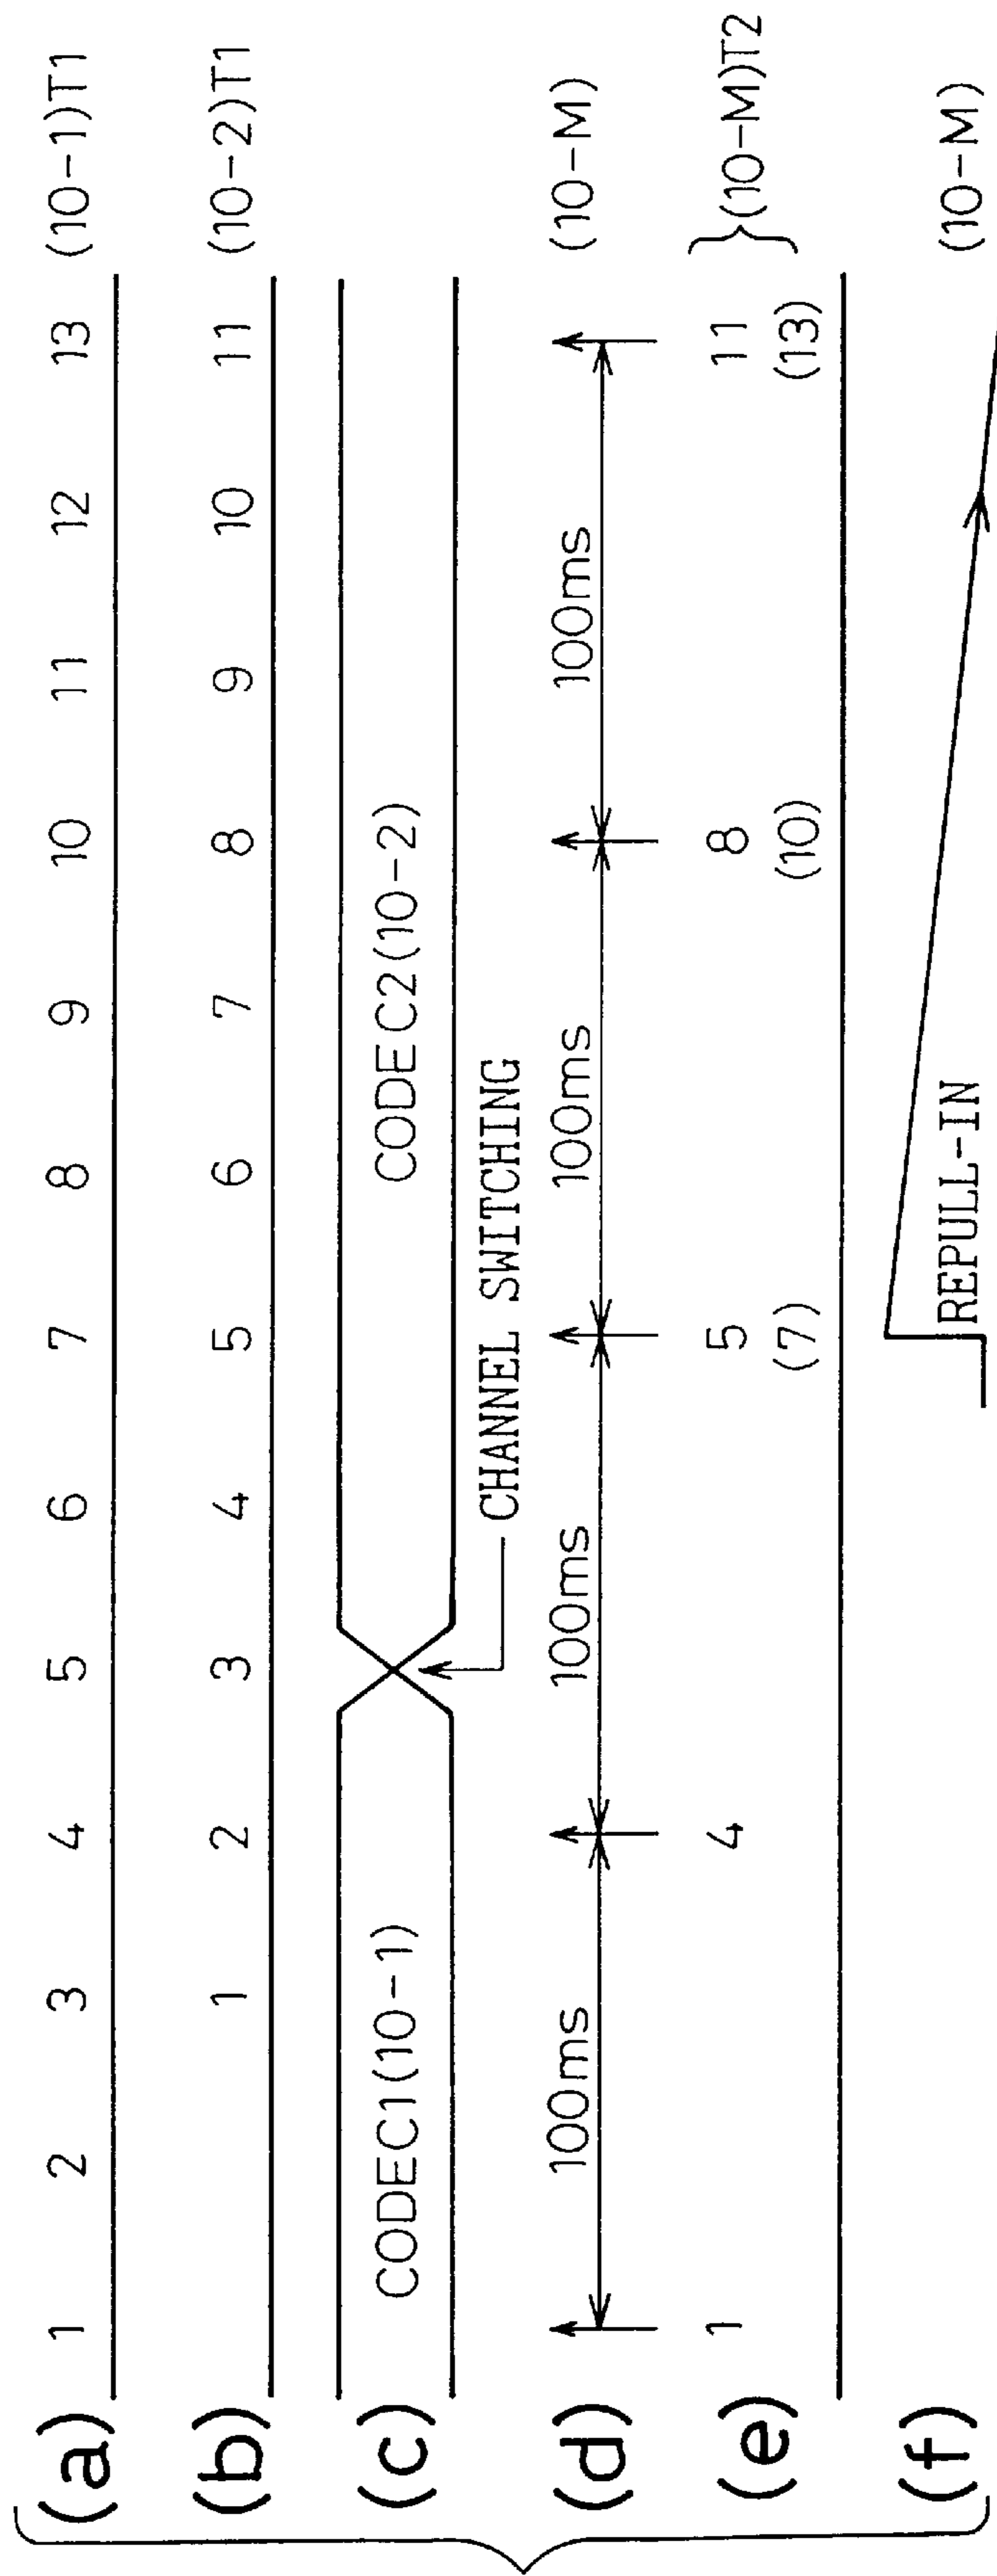 (a) 1 2 3 4 5 6 7 8 9 10 11 12 13 (10-1)T1
(b) 1 2 3 4 5 6 7 8 9 10 11 (10-2)T1
(c) CODEC1(10-1) CODEC2(10-2)
CHANNEL SWITCHING
(d) 100ms 100ms 100ms 100ms (10-M)
(e) 1 4 5 8 11 (10-M)T2
(7) (10) (13)
(f) REPULL-IN (10-M)